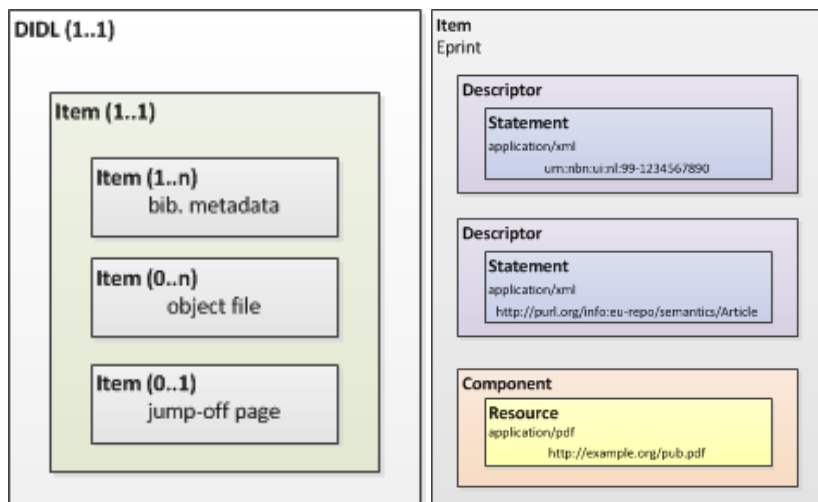 DIDL (1..1)
Item (1..1)
Item (1..n)
bib. metadata
Item (0..n)
object file
Item (0..1)
jump-off page
Item
Eprint
Descriptor
Statement
application/xml
urn:nbn:ui:nl:99-1234567890
Descriptor
Statement
application/xml
http://purl.org/info:eu-repo/semantics/Article
Component
Resource
application/pdf
http://example.org/pub.pdf